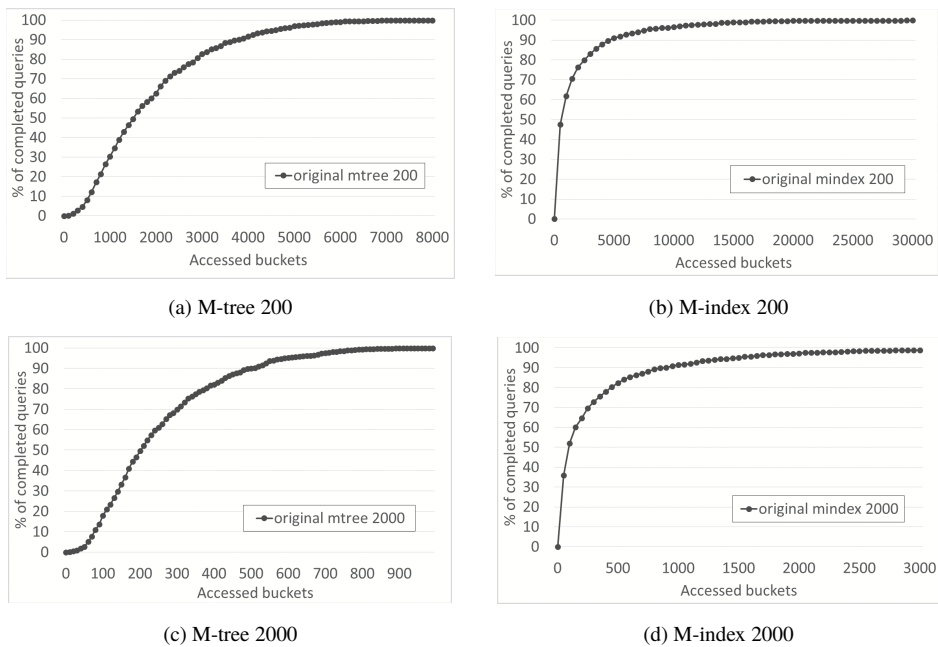 % of completed queries
100
90
80
70
60
50
40
30
20
10
0
original mtree 200
0 1000 2000 3000 4000 5000 6000 7000 8000
Accessed buckets
(a) M-tree 200
% of completed queries
100
90
80
70
60
50
40
30
20
10
0
original mindex 200
0 5000 10000 15000 20000 25000 30000
Accessed buckets
(b) M-index 200
% of completed queries
100
90
80
70
60
50
40
30
20
10
0
original mtree 2000
0 100 200 300 400 500 600 700 800 900
Accessed buckets
(c) M-tree 2000
% of completed queries
100
90
80
70
60
50
40
30
20
10
0
original mindex 2000
0 500 1000 1500 2000 2500 3000
Accessed buckets
(d) M-index 2000